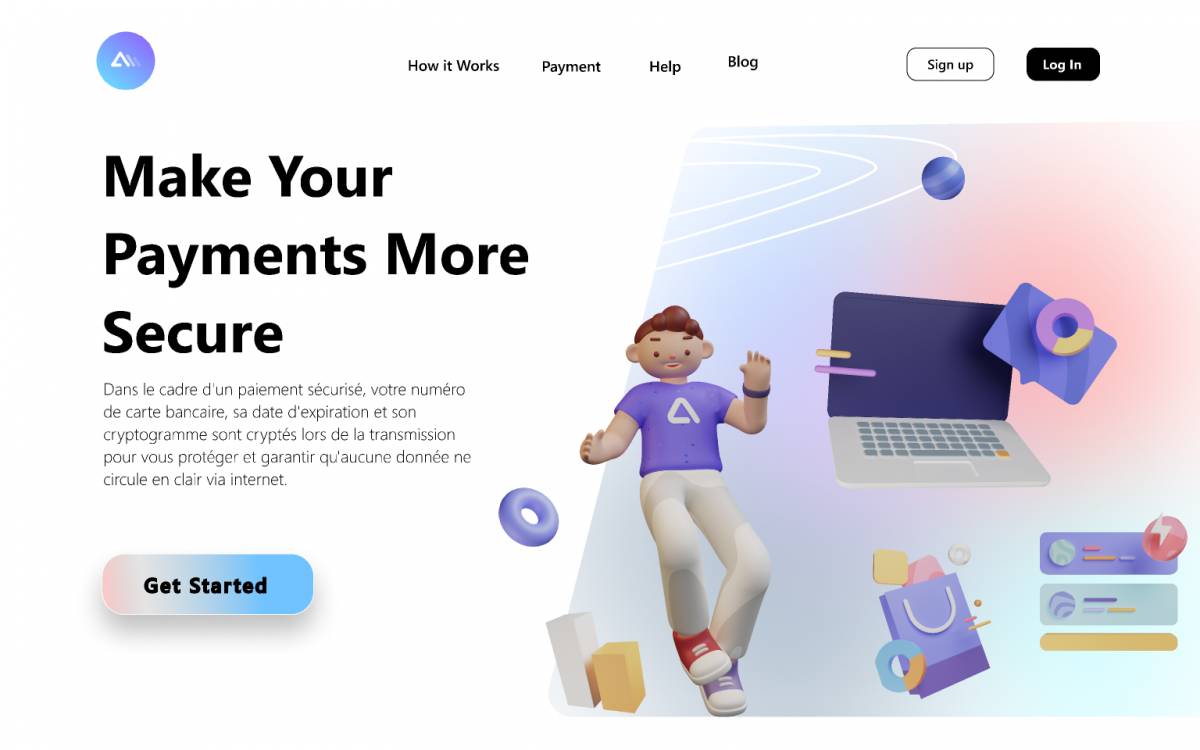 How it Works
Payment
Help
Blog
Sign up
Log In
Make Your
Payments More
Secure
Dans le cadre d'un paiement sécurisé, votre numéro
de carte bancaire, sa date d'expiration et son
cryptogramme sont cryptés lors de la transmission
pour vous protéger et garantir qu'aucune donnée ne
circule en clair via internet.
Get Started